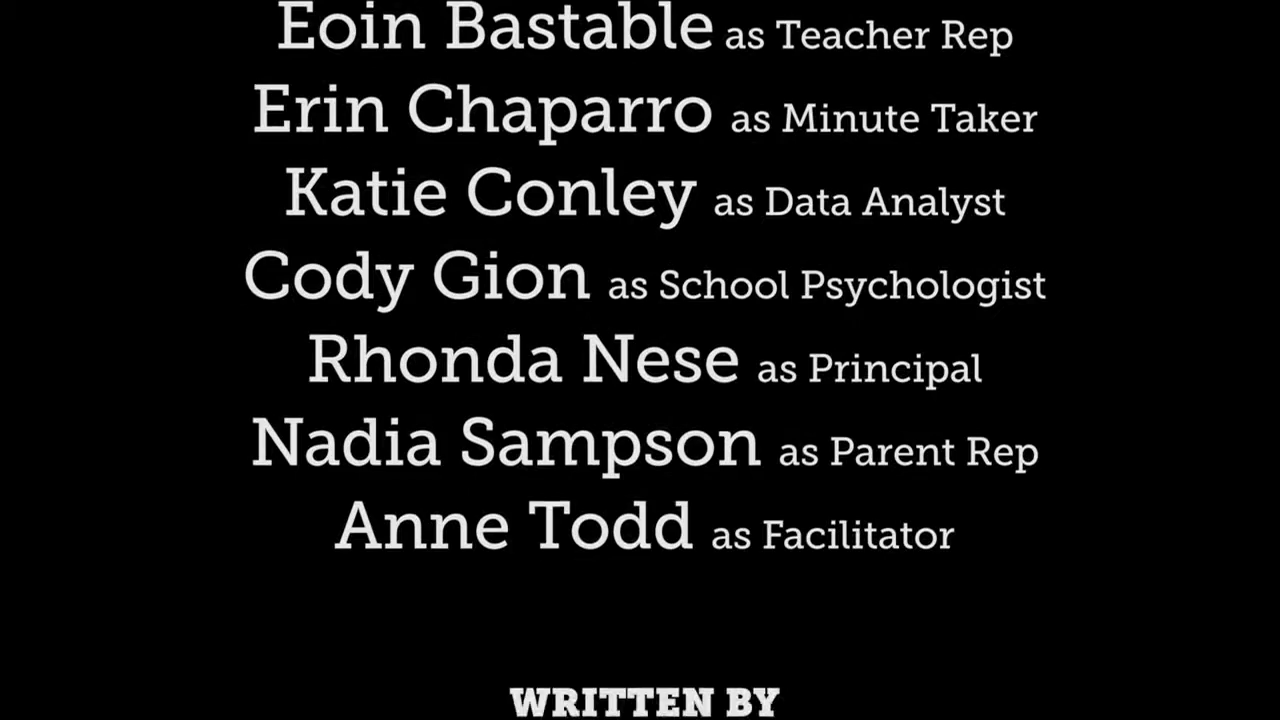 Eoin Bastable as Teacher Rep
Erin Chaparro as Minute Taker
Katie Conley as Data Analyst
Cody Gion as School Psychologist
Rhonda Nese as Principal
Nadia Sampson as Parent Rep
Anne Todd as Facilitator
WRITTEN BY